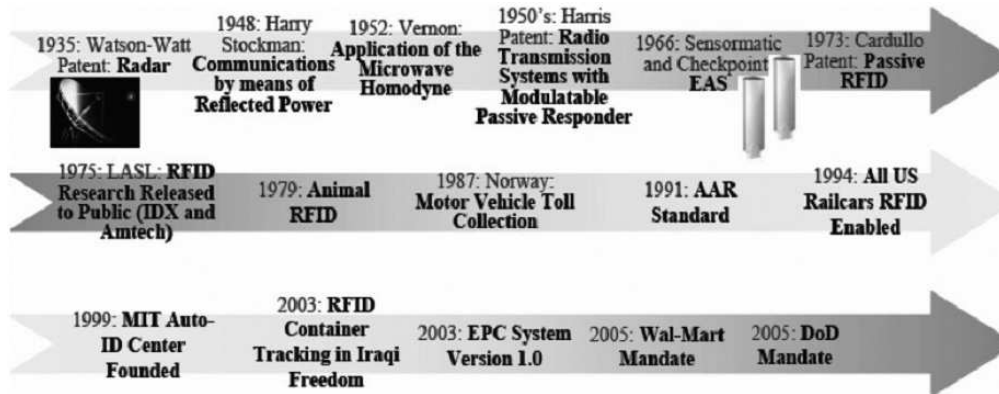 1935: Watson-Watt
Patent: Radar
1948: Harry
Stockman:
Communications
by means of
Reflected Power
1952: Vernon:
Application of the
Microwave
Homodyne
1950's: Harris
Patent: Radio
Transmission
Systems with
Modulatable
Passive Responder
1966: Sensormatic
and Checkpoint
EAS
1973: Cardullo
Patent: Passive
RFID
1975: LASL: RFID
Research Released
to Public (IDX and
Amtech)
1979: Animal
RFID
1987: Norway:
Motor Vehicle Toll
Collection
1991: AAR
Standard
1994: All US
Railcars RFID
Enabled
1999: MIT Auto-
ID Center
Founded
2003: RFID
Container
Tracking in Iraqi
Freedom
2003: EPC System
Version 1.0
2005: Wal-Mart
Mandate
2005: DoD
Mandate